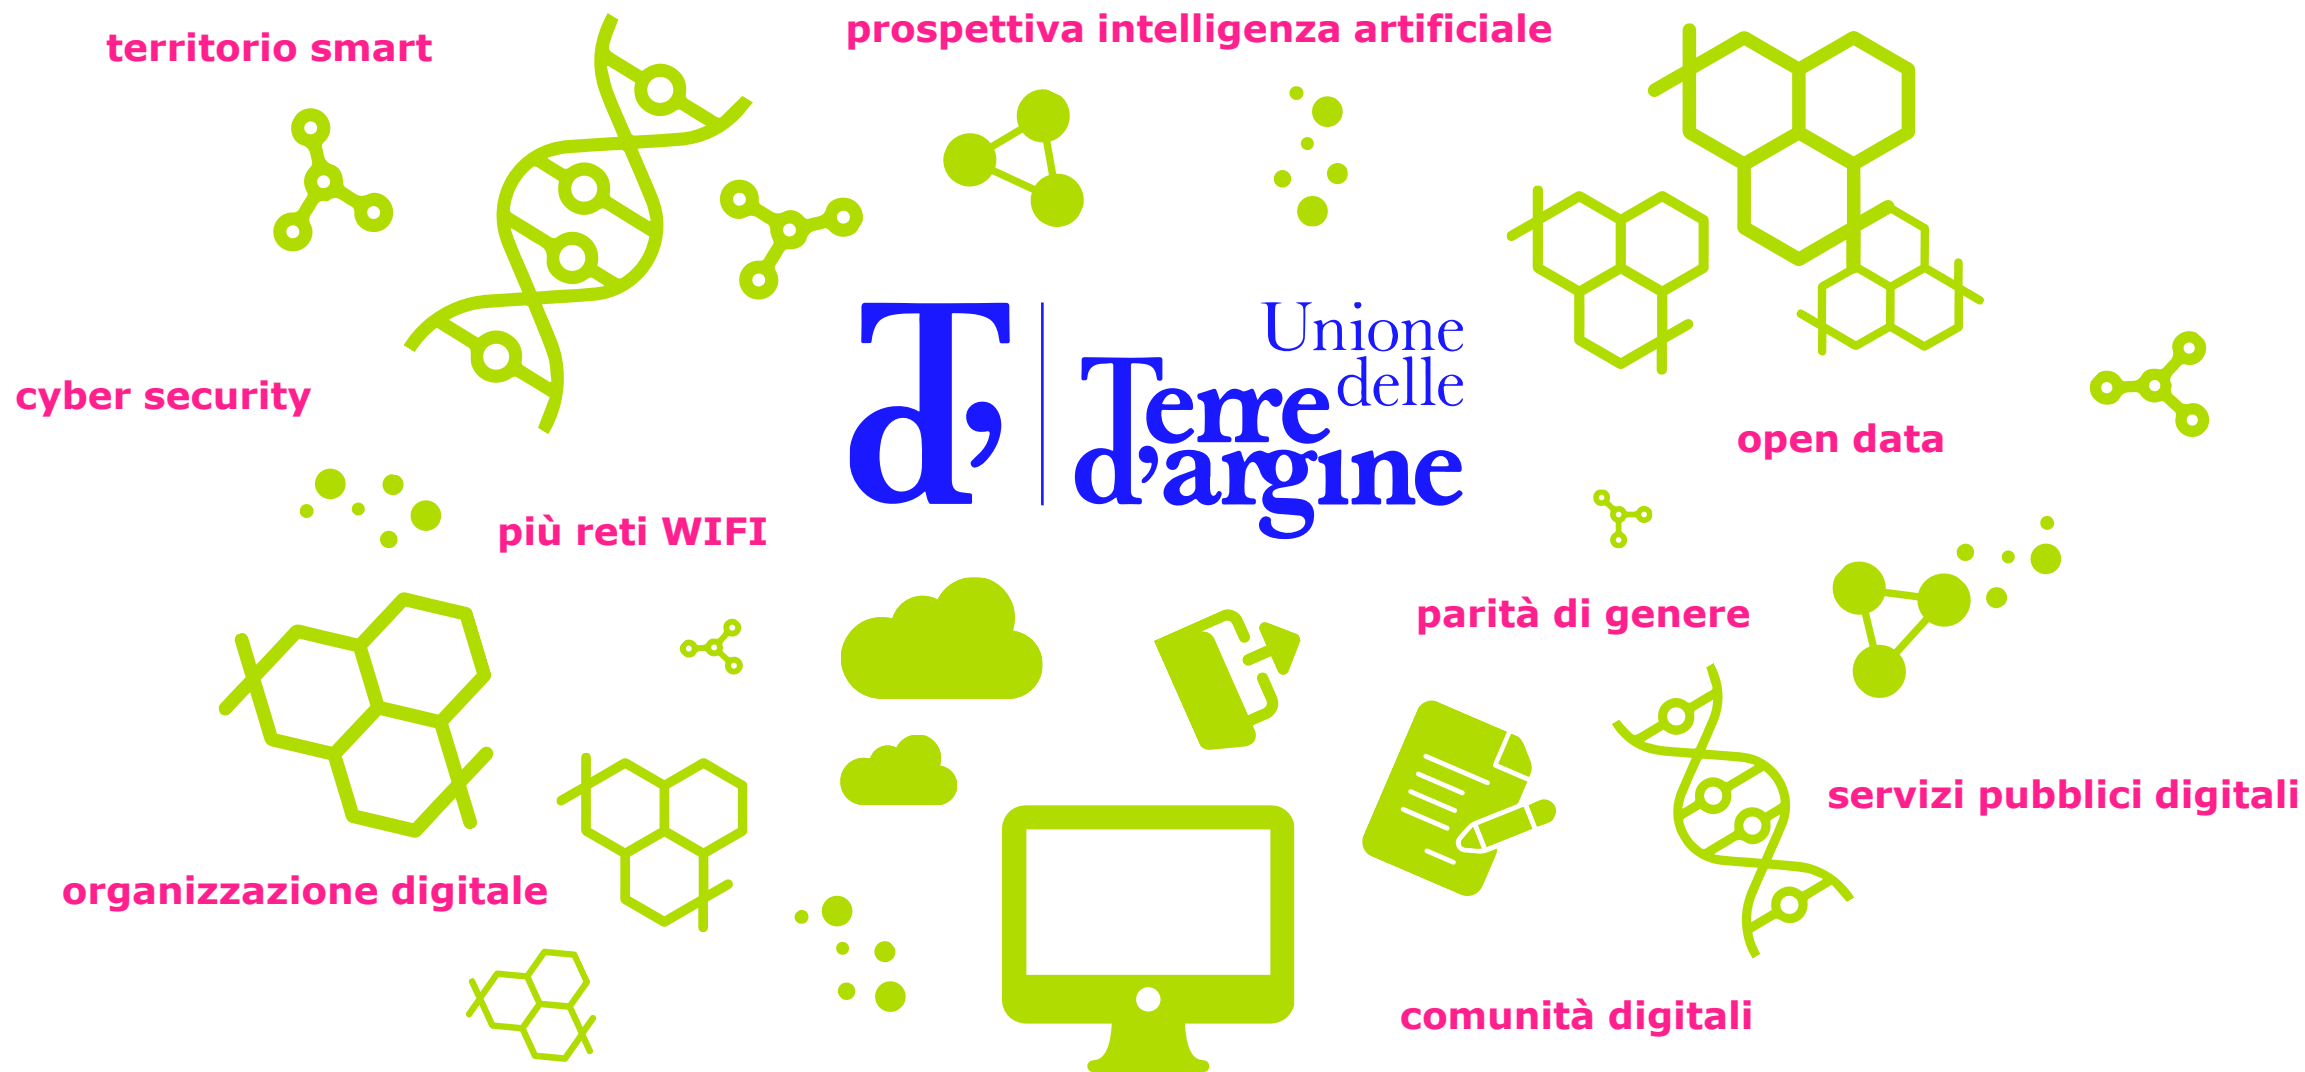 territorio smart
prospettiva intelligenza artificiale
cyber security
Td'
Unione
delle
Terre
d'argine
open data
più reti WIFI
parità di genere
servizi pubblici digitali
organizzazione digitale
comunità digitali